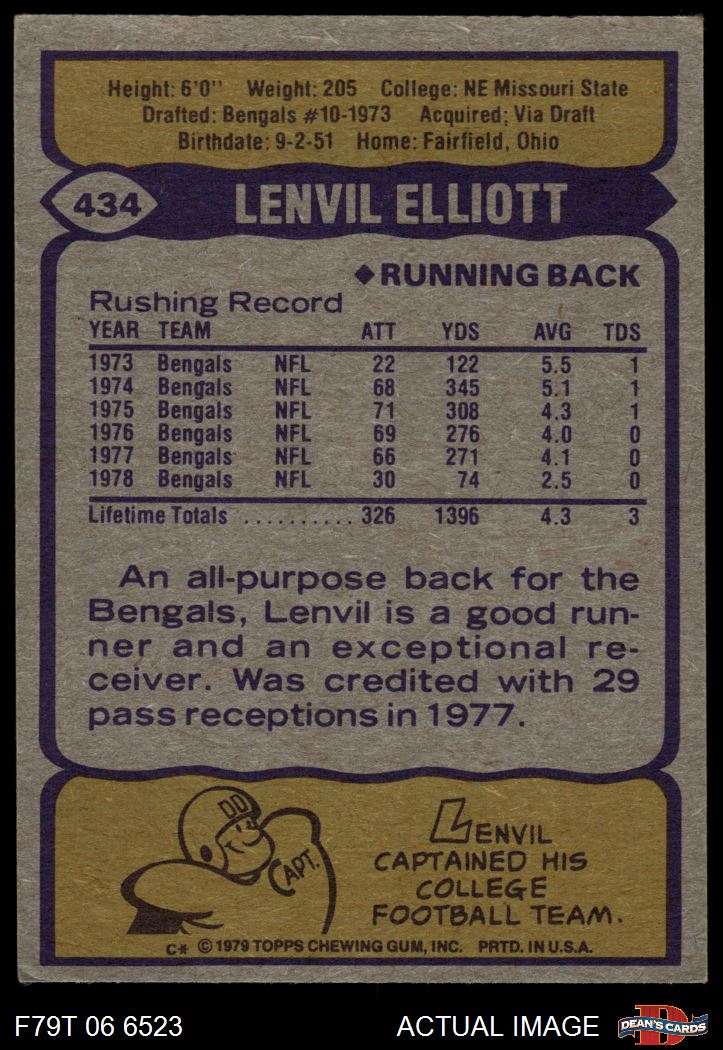 Height: 6'0" Weight: 205 College: NE Missouri State
Drafted: Bengals #10-1973 Acquired: Via Draft
Birthdate: 9-2-51 Home: Fairfield, Ohio
434 LENVIL ELLIOTT
◆RUNNING BACK
Rushing Record
YEAR TEAM ATT YDS AVG TDS
1973 Bengals NFL 22 122 5.5 1
1974 Bengals NFL 68 345 5.1 1
1975 Bengals NFL 71 308 4.3 1
1976 Bengals NFL 69 276 4.0 0
1977 Bengals NFL 66 271 4.1 0
1978 Bengals NFL 30 74 2.5 0
Lifetime Totals .......... 326 1396 4.3 3
An all-purpose back for the
Bengals, Lenvil is a good run-
ner and an exceptional re-
ceiver. Was credited with 29
pass receptions in 1977.
DD
CAPT.
LENVIL
CAPTAINED HIS
COLLEGE
FOOTBALL TEAM.
C* © 1979 TOPPS CHEWING GUM, INC. PRTD. IN U.S.A.
F79T 06 6523 ACTUAL IMAGE
D
DEAN'S CARDS